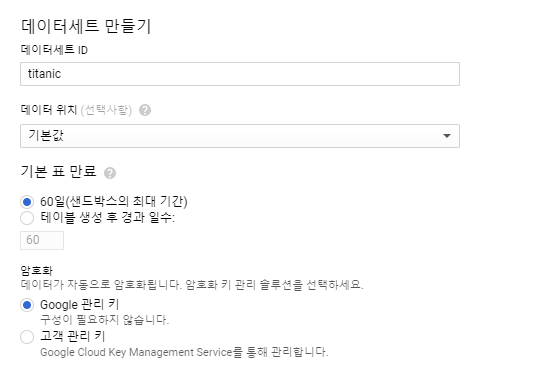 데이터세트 만들기
데이터세트 ID
titanic
데이터 위치 (선택사항) ?
기본값
기본 표 만료 ?
60일(샌드박스의 최대 기간)
테이블 생성 후 경과 일수:
60
암호화
데이터가 자동으로 암호화됩니다. 암호화 키 관리 솔루션을 선택하세요.
Google 관리 키
구성이 필요하지 않습니다.
고객 관리 키
Google Cloud Key Management Service를 통해 관리합니다.